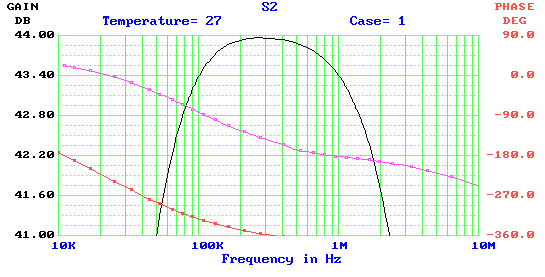 GAIN S2 PHASE
DB Temperature= 27 Case= 1 DEG
44.00 90.0
43.40 0.0
42.80 -90.0
42.20 -180.0
41.60 -270.0
41.00 -360.0
10K 100K 1M 10M
Frequency in Hz